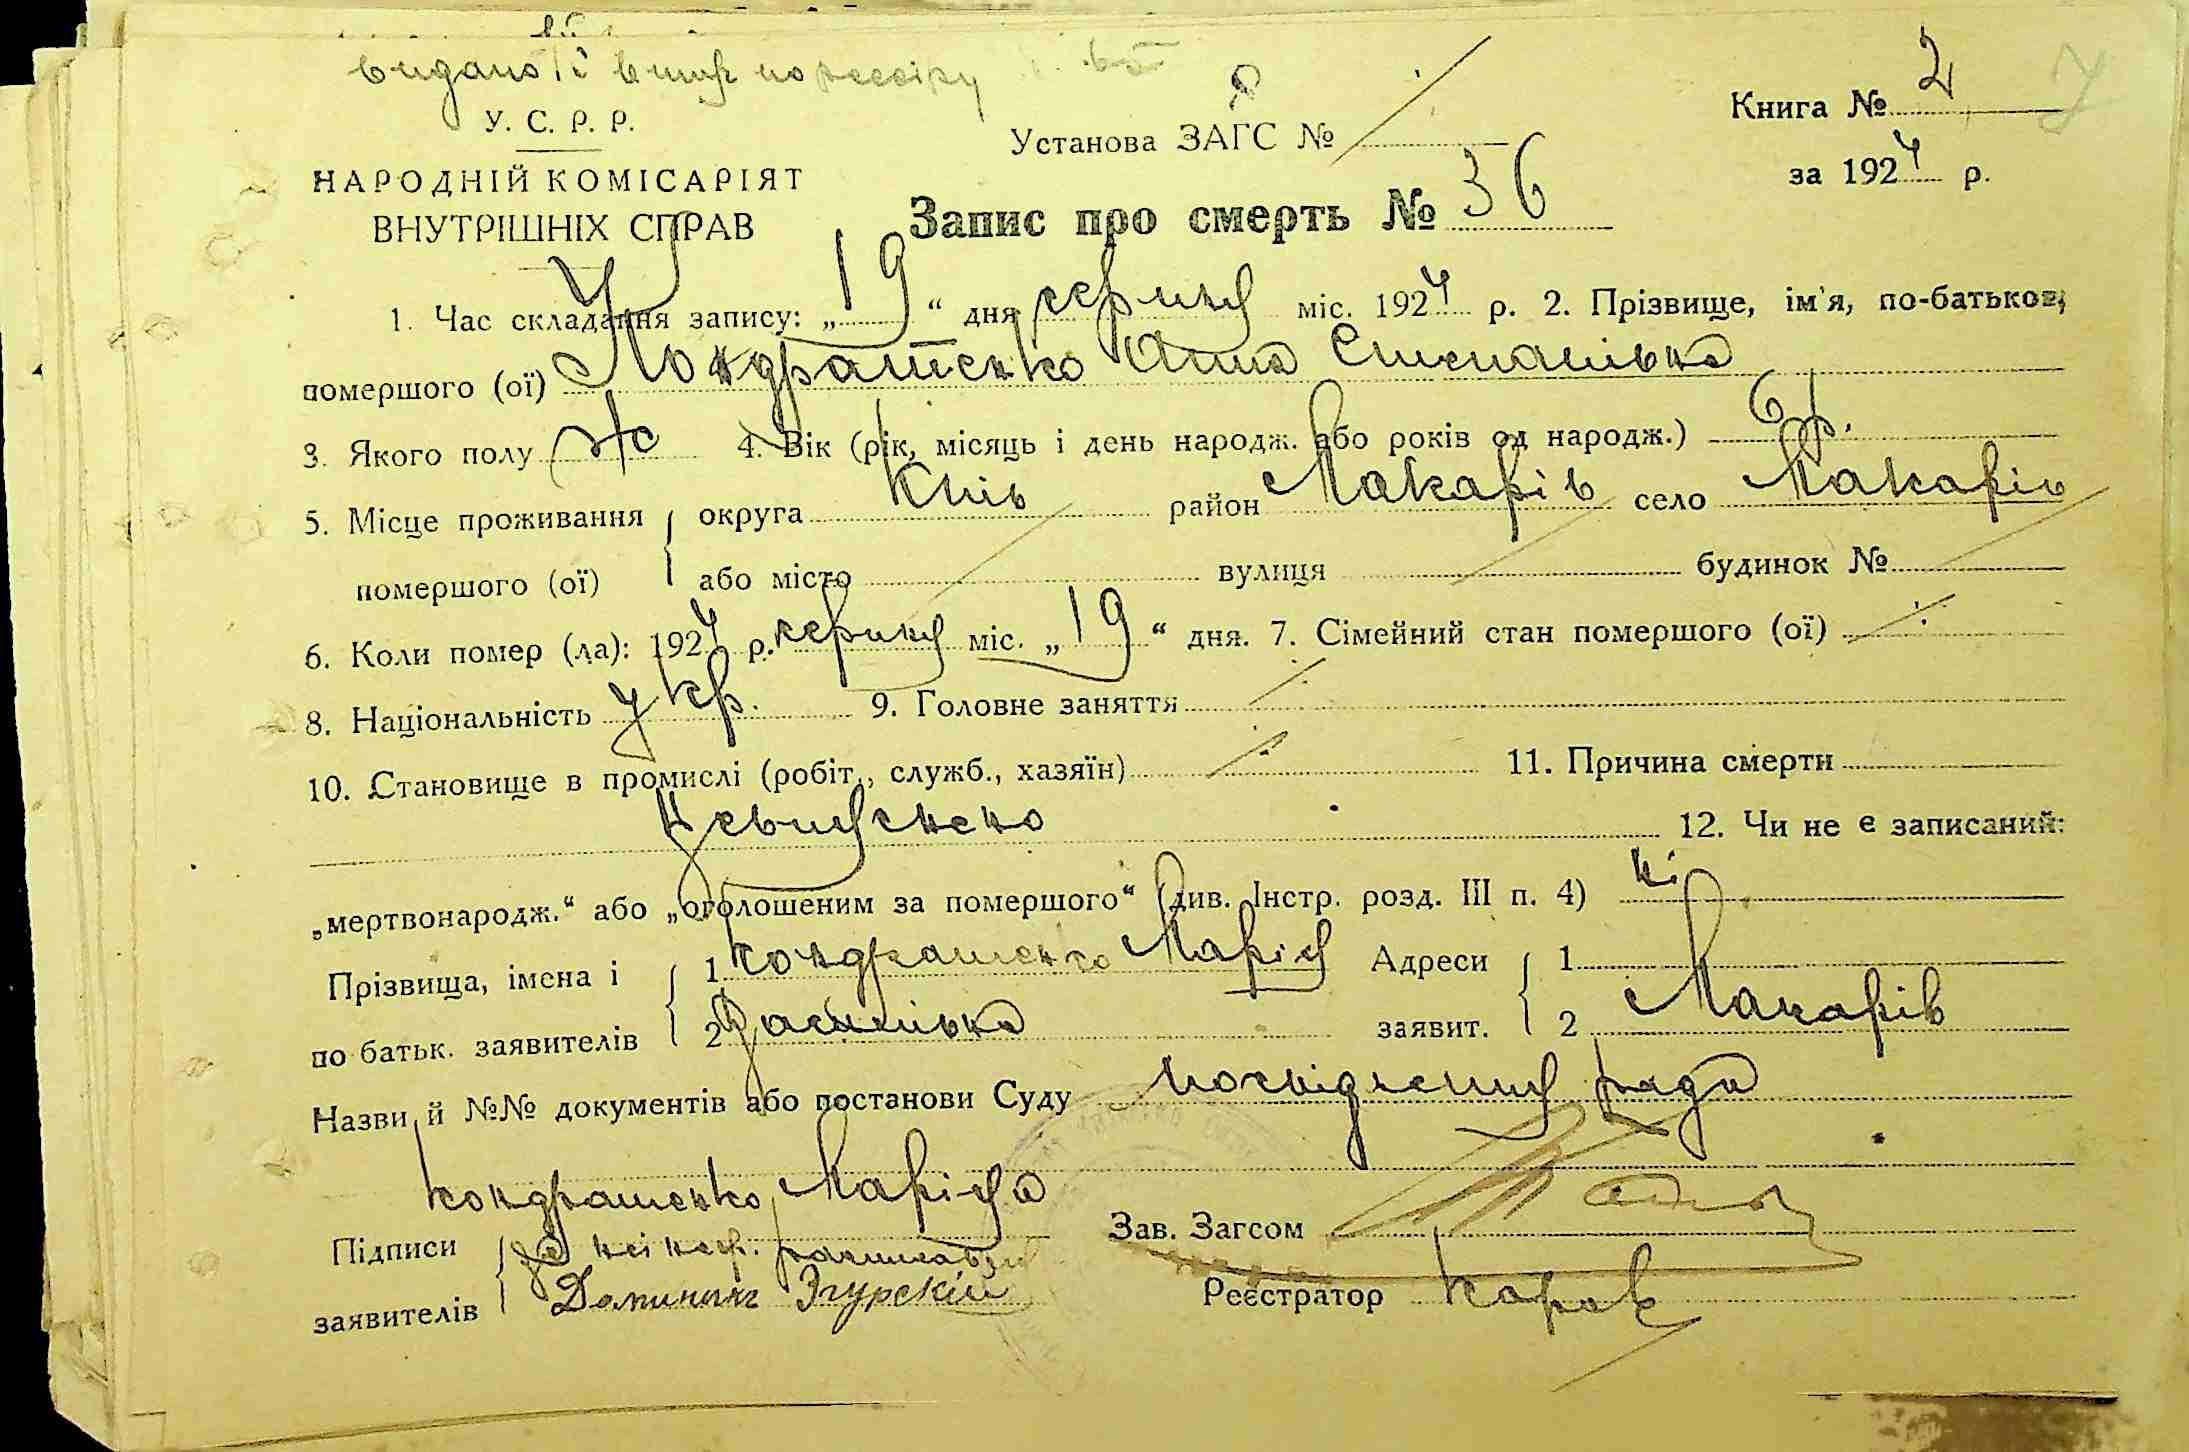 У. С. Р. Р.
НАРОДНІЙ КОМІСАРІЯТ
ВНУТРІШНІХ СПРАВ
Установа ЗАГС №
Книга № 2
за 1924 р.
Запис про смерть № 36
1. Час складання запису: „19“ дня серпня міс. 1924 р. 2. Прізвище, ім'я, по-батькові
помершого (ої) Кондратенко Анна Степанівна
3. Якого полу ж 4. Вік (рік, місяць і день народж. або років од народж.) 6 р.
5. Місце проживання округа Київ район Макарів село Макарів
помершого (ої) або місто вулиця будинок №
6. Коли помер (ла): 1924 р. серпня міс. „19“ дня. 7. Сімейний стан помершого (ої)
8. Національність укр. 9. Головне заняття
10. Становище в промислі (робіт., служб., хазяїн) 11. Причина смерти
12. Чи не є записаний:
„мертвонародж.“ або „оголошеним за помершого“ (див. Інстр. розд. III п. 4) ні
Прізвища, імена і 1 Кондратенко Марія Адреси 1
по батьк. заявителів 2 заявит. 2 Макарів
Назви й №№ документів або постанови Суду посвідчення
Кондратенко Марія
Підписи Зав. Загсом
заявителів Реєстратор